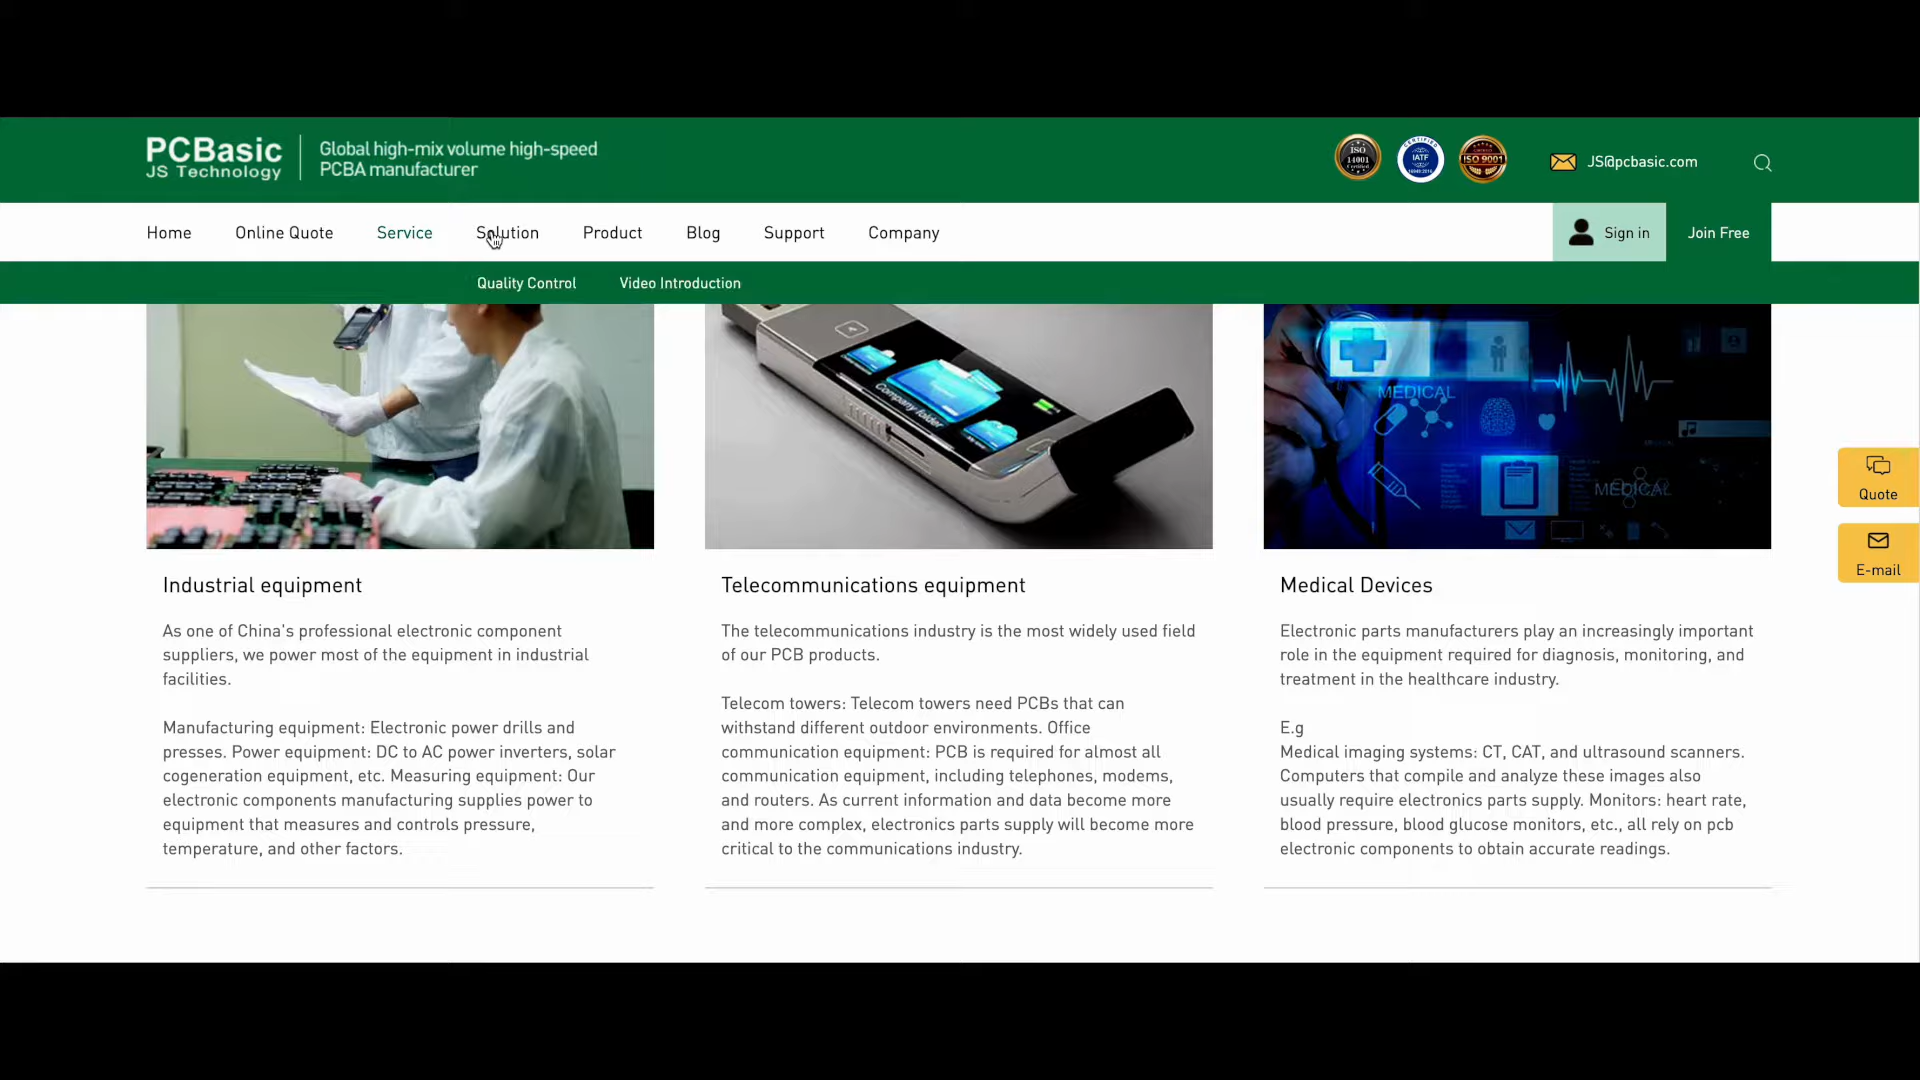 PCBasic
JS Technology
Global high-mix volume high-speed
PCBA manufacturer
ISO
14001
Certified
CERTIFIED
IATF
ISO 9001
JS@pcbasic.com
Home
Online Quote
Service
Solution
Product
Blog
Support
Company
Sign in
Join Free
Quality Control
Video Introduction
Company folder
MEDICAL
MEDICAL
Quote
E-mail
Industrial equipment
As one of China's professional electronic component
suppliers, we power most of the equipment in industrial
facilities.
Manufacturing equipment: Electronic power drills and
presses. Power equipment: DC to AC power inverters, solar
cogeneration equipment, etc. Measuring equipment: Our
electronic components manufacturing supplies power to
equipment that measures and controls pressure,
temperature, and other factors.
Telecommunications equipment
The telecommunications industry is the most widely used field
of our PCB products.
Telecom towers: Telecom towers need PCBs that can
withstand different outdoor environments. Office
communication equipment: PCB is required for almost all
communication equipment, including telephones, modems,
and routers. As current information and data become more
and more complex, electronics parts supply will become more
critical to the communications industry.
Medical Devices
Electronic parts manufacturers play an increasingly important
role in the equipment required for diagnosis, monitoring, and
treatment in the healthcare industry.
E.g
Medical imaging systems: CT, CAT, and ultrasound scanners.
Computers that compile and analyze these images also
usually require electronics parts supply. Monitors: heart rate,
blood pressure, blood glucose monitors, etc., all rely on pcb
electronic components to obtain accurate readings.